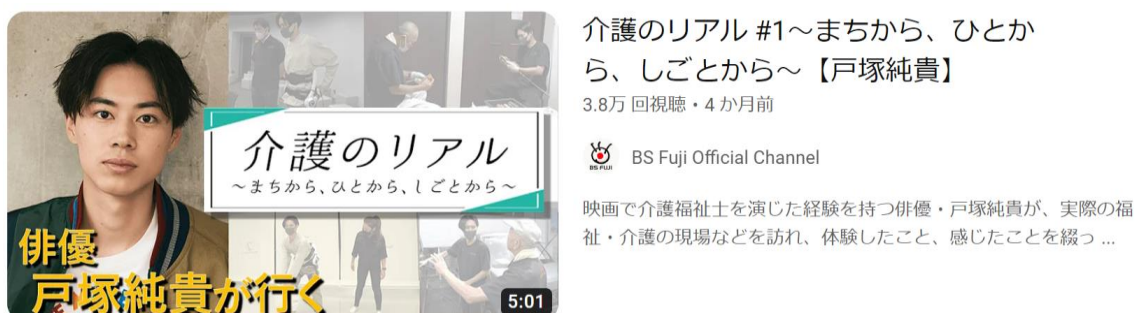 介護のリアル
～まちから、ひとから、しごとから～
俳優
戸塚純貴が行く
5:01
介護のリアル #1～まちから、ひとか
ら、しごとから～【戸塚純貴】
3.8万 回視聴・4 か月前
BS FUJI
BS Fuji Official Channel
映画で介護福祉士を演じた経験を持つ俳優・戸塚純貴が、実際の福
祉・介護の現場などを訪れ、体験したこと、感じたことを綴っ ...